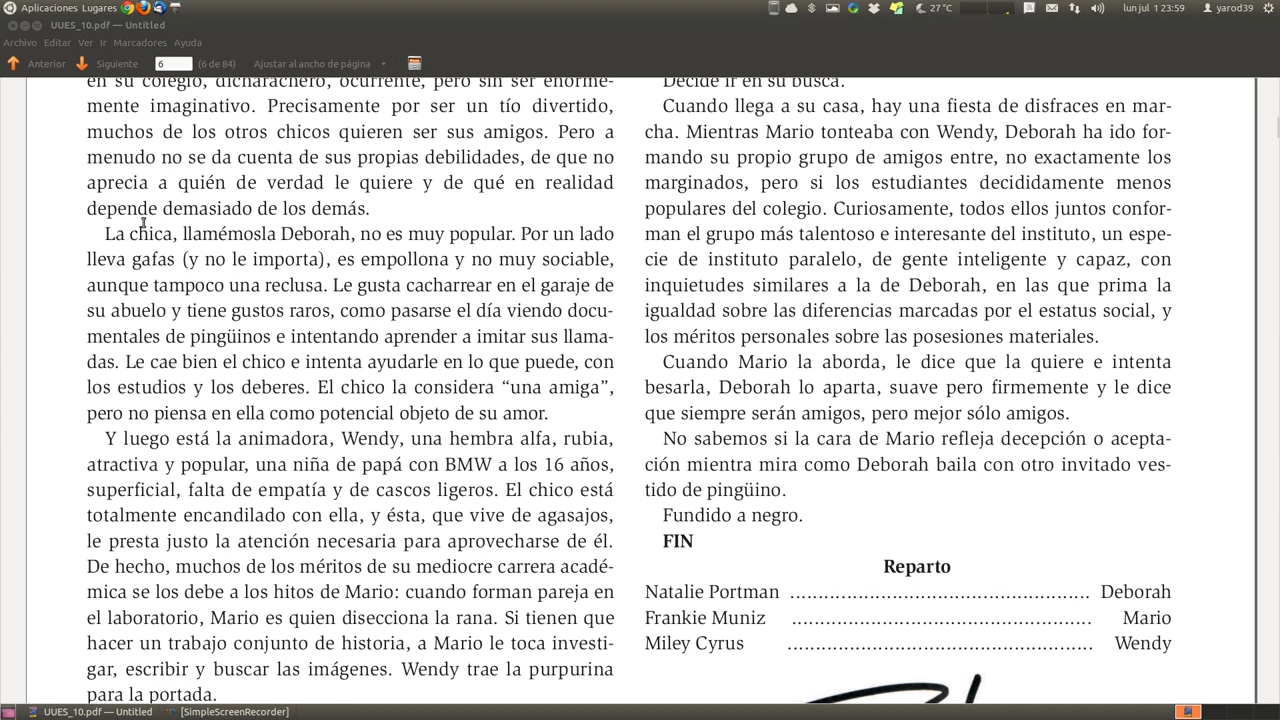 Aplicaciones Lugares
27 °C
lun jul 1 23:59
yarod39
UUES_10.pdf — Untitled
Archivo Editar Ver Ir Marcadores Ayuda
Anterior Siguiente 6 (6 de 84) Ajustar al ancho de página
en su colegio, dicharachero, ocurrente, pero sin ser enorme-
mente imaginativo. Precisamente por ser un tío divertido,
muchos de los otros chicos quieren ser sus amigos. Pero a
menudo no se da cuenta de sus propias debilidades, de que no
aprecia a quién de verdad le quiere y de qué en realidad
depende demasiado de los demás.
La chica, llamémosla Deborah, no es muy popular. Por un lado
lleva gafas (y no le importa), es empollona y no muy sociable,
aunque tampoco una reclusa. Le gusta cacharrear en el garaje de
su abuelo y tiene gustos raros, como pasarse el día viendo docu-
mentales de pingüinos e intentando aprender a imitar sus llama-
das. Le cae bien el chico e intenta ayudarle en lo que puede, con
los estudios y los deberes. El chico la considera “una amiga”,
pero no piensa en ella como potencial objeto de su amor.
Y luego está la animadora, Wendy, una hembra alfa, rubia,
atractiva y popular, una niña de papá con BMW a los 16 años,
superficial, falta de empatía y de cascos ligeros. El chico está
totalmente encandilado con ella, y ésta, que vive de agasajos,
le presta justo la atención necesaria para aprovecharse de él.
De hecho, muchos de los méritos de su mediocre carrera acadé-
mica se los debe a los hitos de Mario: cuando forman pareja en
el laboratorio, Mario es quien disecciona la rana. Si tienen que
hacer un trabajo conjunto de historia, a Mario le toca investi-
gar, escribir y buscar las imágenes. Wendy trae la purpurina
para la portada.
Decide ir en su busca.
Cuando llega a su casa, hay una fiesta de disfraces en mar-
cha. Mientras Mario tonteaba con Wendy, Deborah ha ido for-
mando su propio grupo de amigos entre, no exactamente los
marginados, pero si los estudiantes decididamente menos
populares del colegio. Curiosamente, todos ellos juntos confor-
man el grupo más talentoso e interesante del instituto, un espe-
cie de instituto paralelo, de gente inteligente y capaz, con
inquietudes similares a la de Deborah, en las que prima la
igualdad sobre las diferencias marcadas por el estatus social, y
los méritos personales sobre las posesiones materiales.
Cuando Mario la aborda, le dice que la quiere e intenta
besarla, Deborah lo aparta, suave pero firmemente y le dice
que siempre serán amigos, pero mejor sólo amigos.
No sabemos si la cara de Mario refleja decepción o acepta-
ción mientra mira como Deborah baila con otro invitado ves-
tido de pingüino.
Fundido a negro.
FIN
Reparto
Natalie Portman .................................................. Deborah
Frankie Muniz .................................................. Mario
Miley Cyrus .................................................. Wendy
UUES_10.pdf — Untitled [SimpleScreenRecorder]